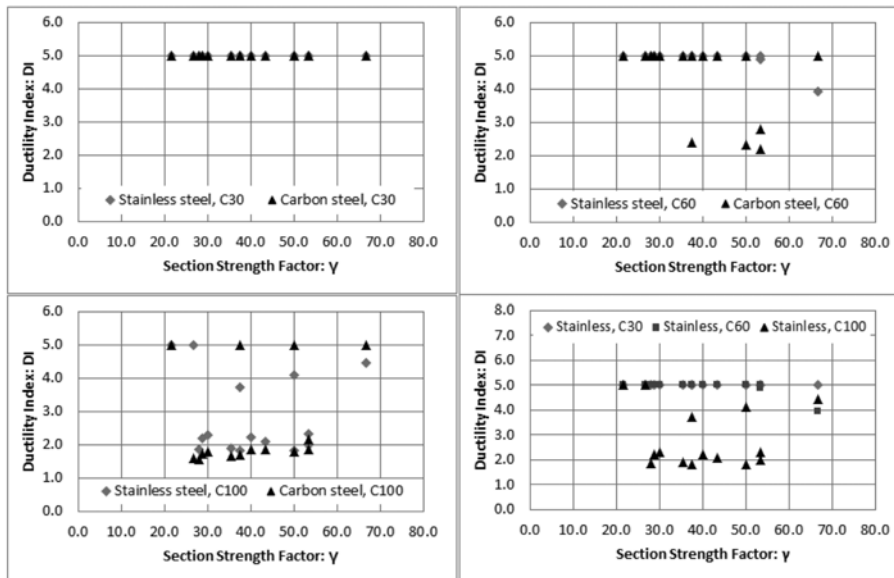 6.0
5.0
4.0
3.0
2.0
1.0
0.0
Ductility Index: DI
Stainless steel, C30 Carbon steel, C30
0.0 10.0 20.0 30.0 40.0 50.0 60.0 70.0 80.0
Section Strength Factor: γ
6.0
5.0
4.0
3.0
2.0
1.0
0.0
Ductility Index: DI
Stainless steel, C60 Carbon steel, C60
0.0 10.0 20.0 30.0 40.0 50.0 60.0 70.0 80.0
Section Strength Factor: γ
6.0
5.0
4.0
3.0
2.0
1.0
0.0
Ductility Index: DI
Stainless steel, C100 Carbon steel, C100
0.0 10.0 20.0 30.0 40.0 50.0 60.0 70.0 80.0
Section Strength Factor: γ
8.0
7.0
6.0
5.0
4.0
3.0
2.0
1.0
0.0
Ductility Index: DI
Stainless, C30 Stainless, C60 Stainless, C100
0.0 10.0 20.0 30.0 40.0 50.0 60.0 70.0 80.0
Section Strength Factor: γ